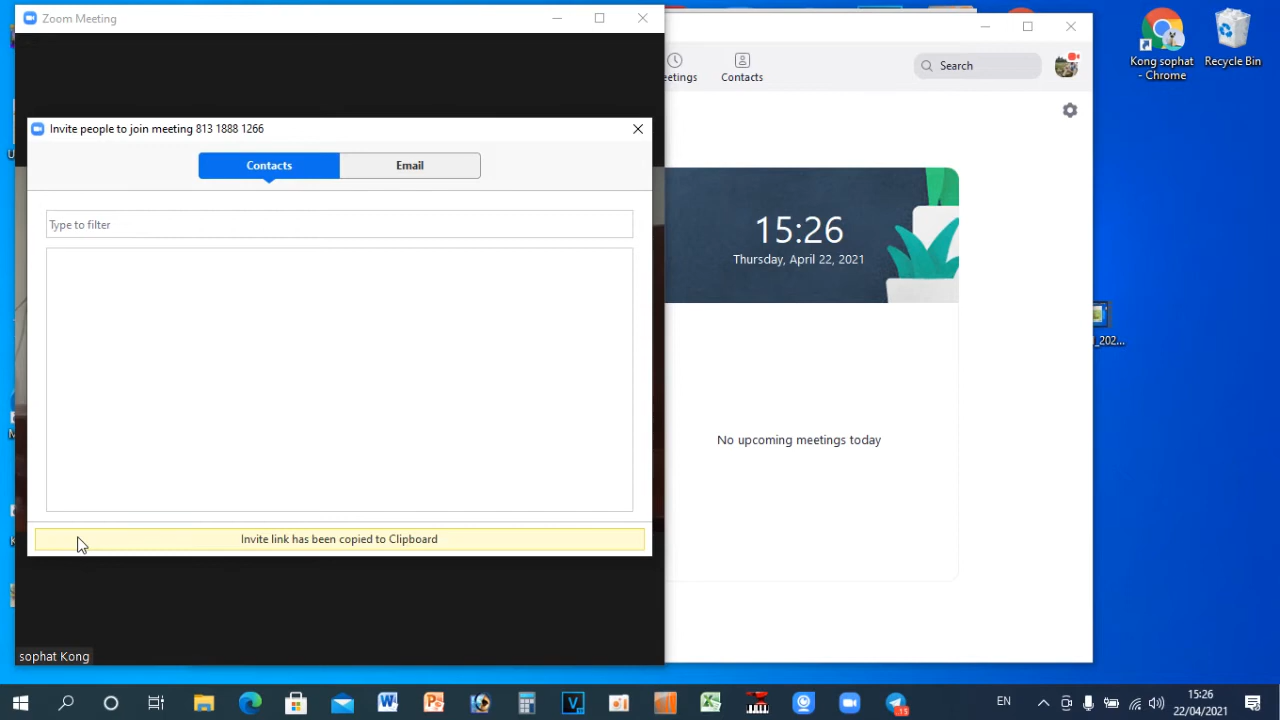 Zoom Meeting
Invite people to join meeting 813 1888 1266
Contacts
Email
Type to filter
Invite link has been copied to Clipboard
sophat Kong
eetings
Contacts
Search
15:26
Thursday, April 22, 2021
No upcoming meetings today
Kong sophat
- Chrome
Recycle Bin
_202...
EN
15:26
22/04/2021